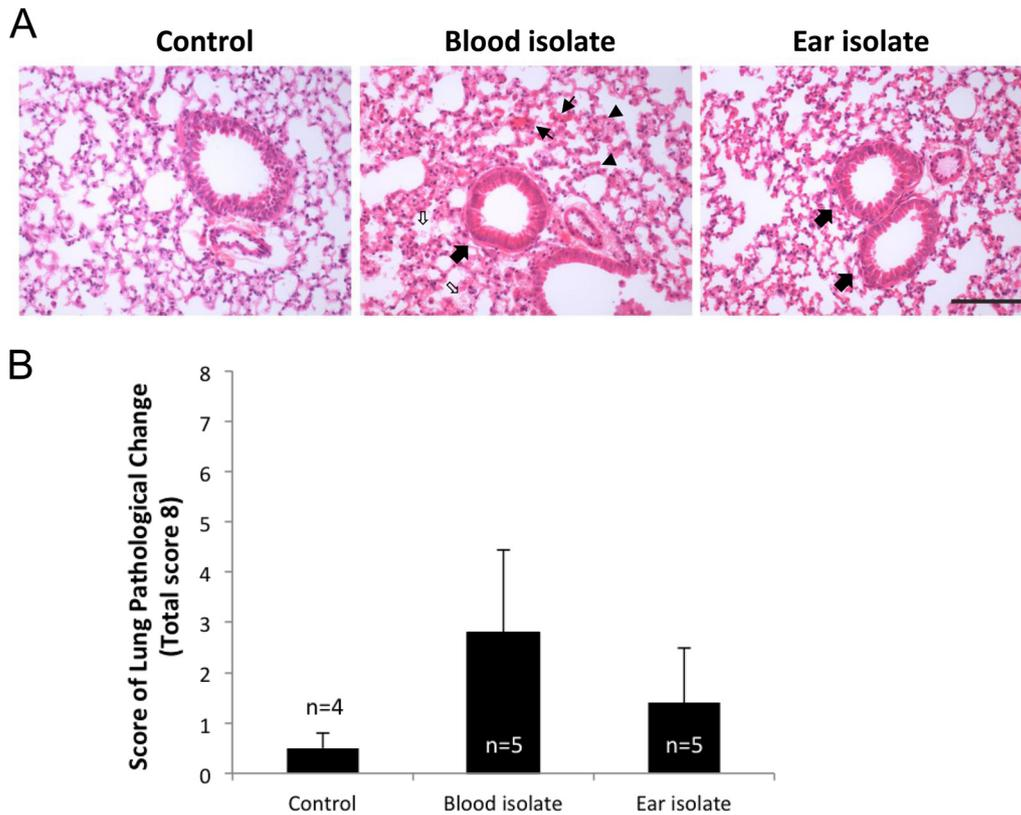 A
Control
Blood isolate
Ear isolate
B
Score of Lung Pathological Change
(Total score 8)
8
7
6
5
4
3
2
1
0
n=4
n=5
n=5
Control
Blood isolate
Ear isolate